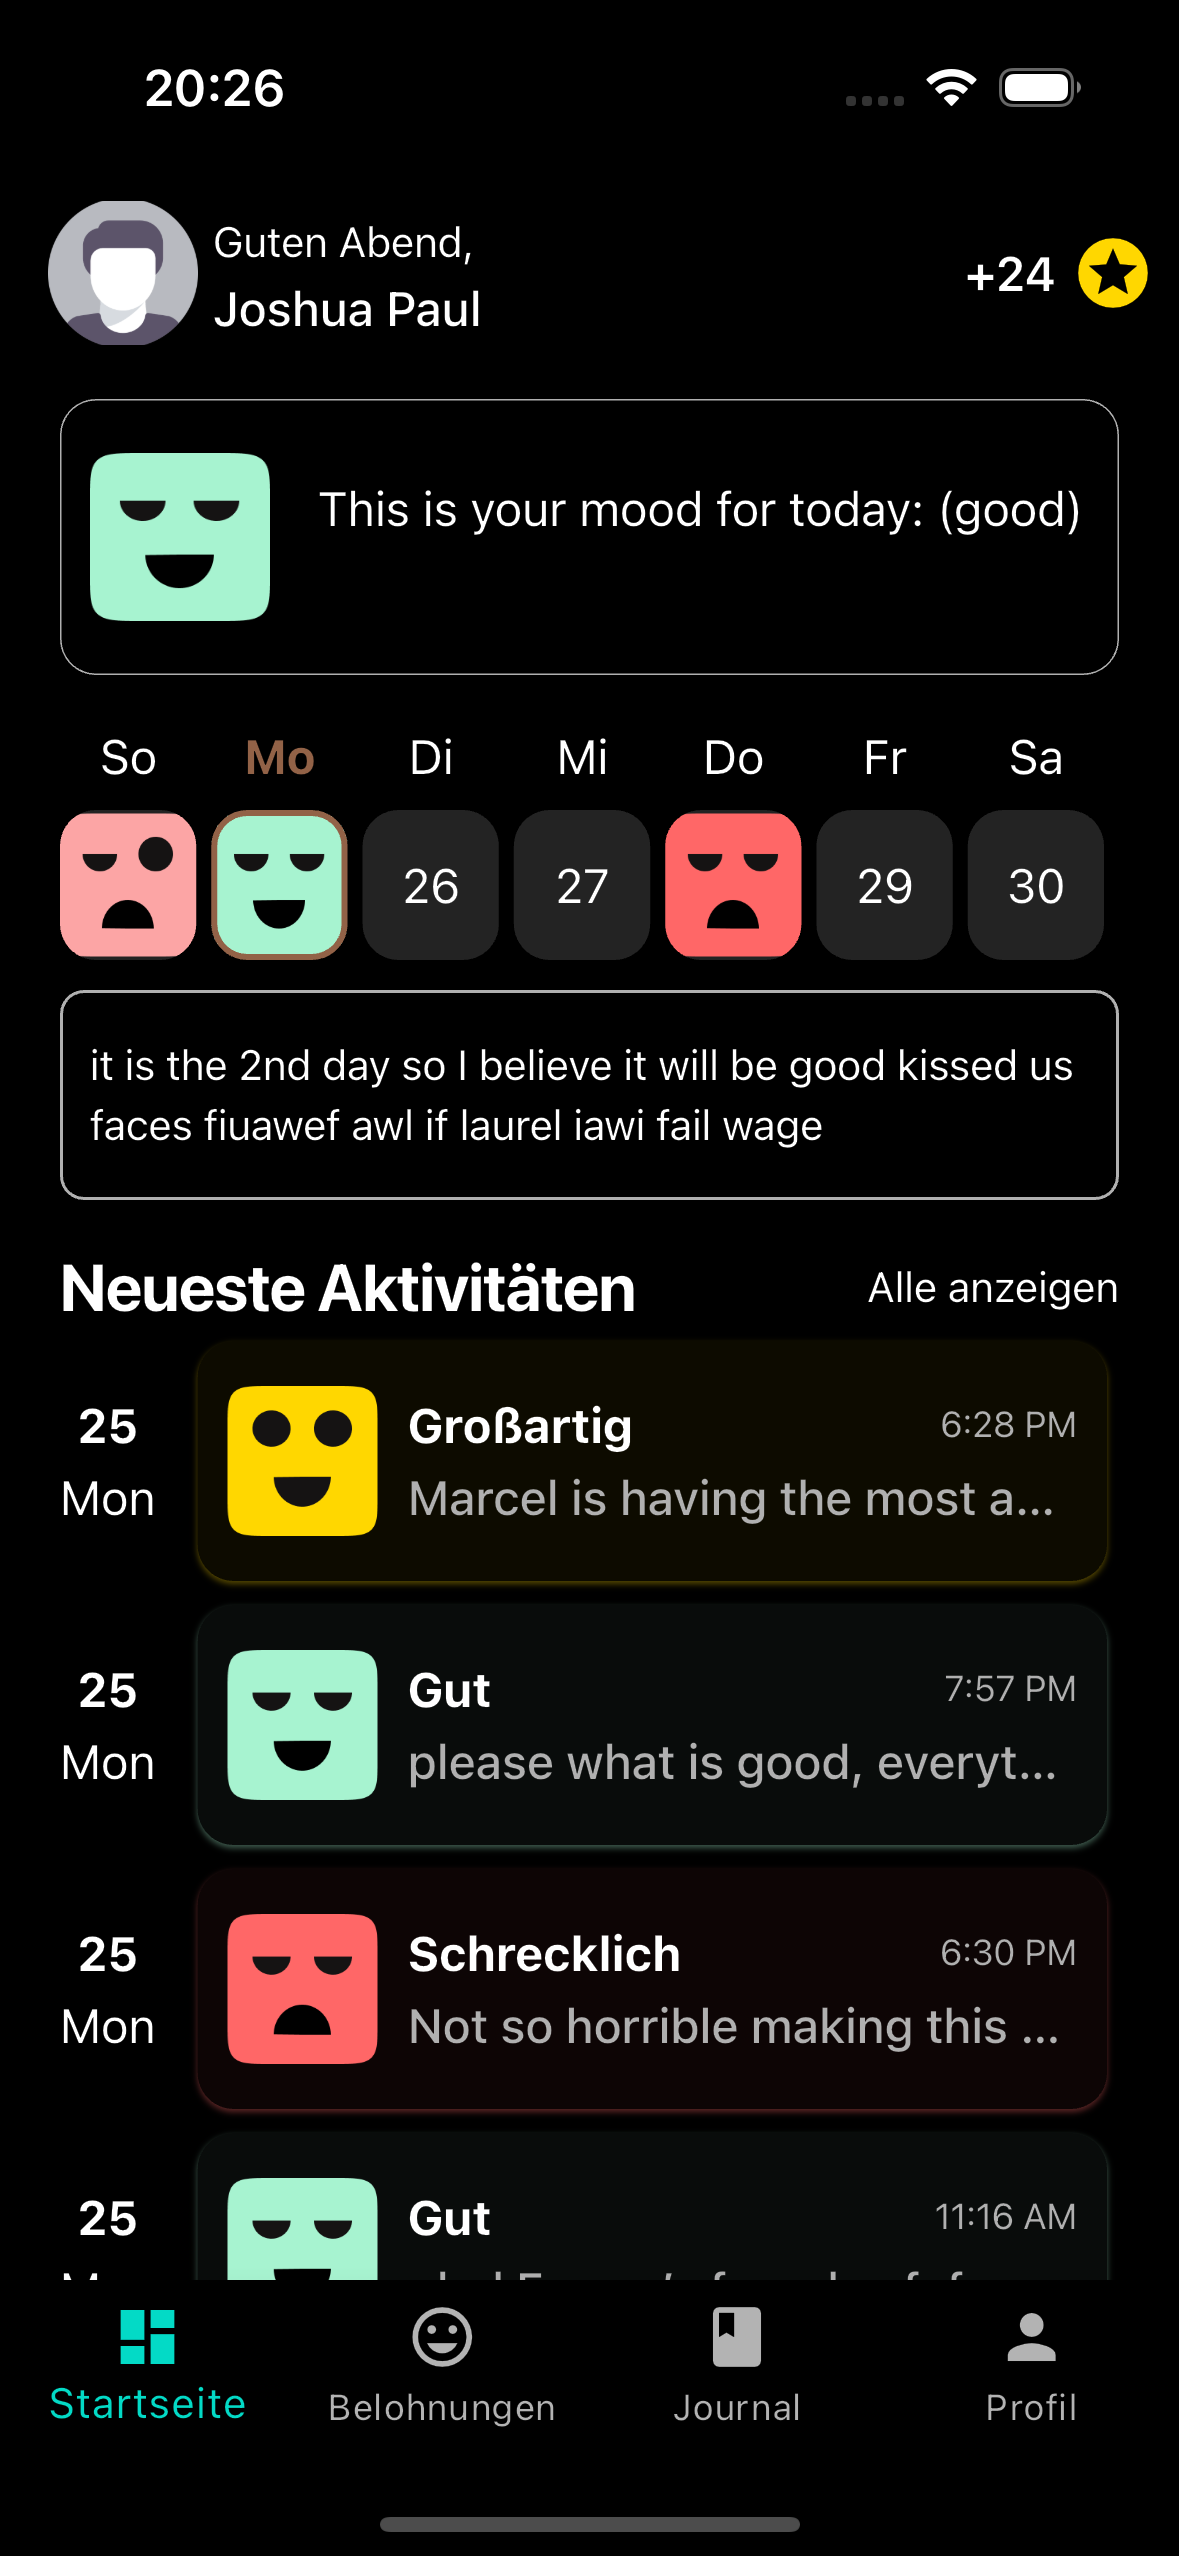 20:26
Guten Abend,
Joshua Paul
+24
This is your mood for today: (good)
So Mo Di Mi Do Fr Sa
26 27 29 30
it is the 2nd day so I believe it will be good kissed us
faces fiuawef awl if laurel iawi fail wage
Neueste Aktivitäten Alle anzeigen
25 Großartig 6:28 PM
Mon Marcel is having the most a...
25 Gut 7:57 PM
Mon please what is good, everyt...
25 Schrecklich 6:30 PM
Mon Not so horrible making this ...
25 Gut 11:16 AM
Startseite Belohnungen Journal Profil